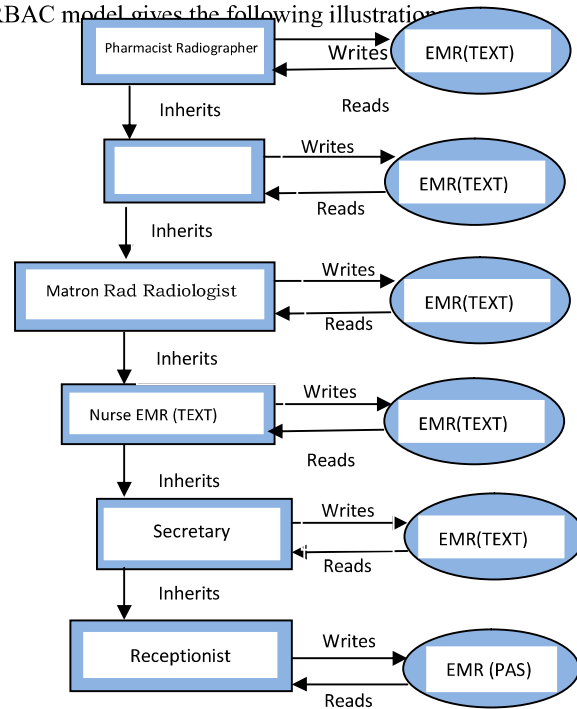 RBAC model gives the following illustration
Pharmacist Radiographer
Writes
EMR(TEXT)
Inherits
Reads
Writes
EMR(TEXT)
Reads
Inherits
Matron Rad Radiologist
Writes
EMR(TEXT)
Reads
Inherits
Nurse EMR (TEXT)
Writes
EMR(TEXT)
Reads
Inherits
Secretary
Writes
EMR(TEXT)
Reads
Inherits
Receptionist
Writes
EMR (PAS)
Reads